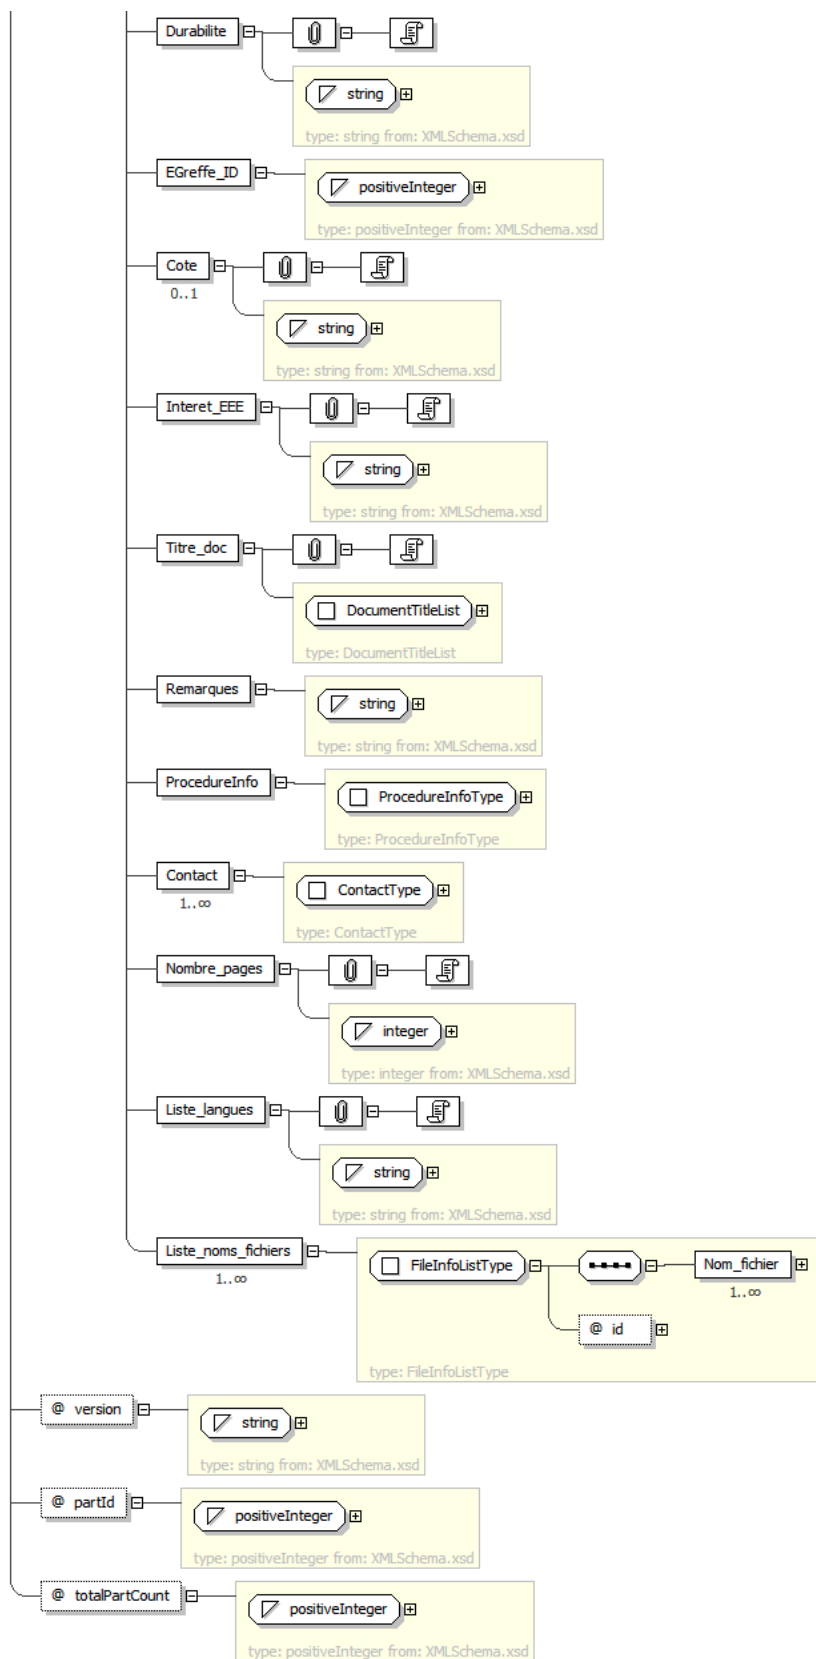 Durabilite
string
type: string from: XMLSchema.xsd
EGreffe_ID
positiveInteger
type: positiveInteger from: XMLSchema.xsd
Cote
0..1
string
type: string from: XMLSchema.xsd
Interet_EEE
string
type: string from: XMLSchema.xsd
Titre_doc
DocumentTitleList
type: DocumentTitleList
Remarques
string
type: string from: XMLSchema.xsd
ProcedureInfo
ProcedureInfoType
type: ProcedureInfoType
Contact
1..∞
ContactType
type: ContactType
Nombre_pages
integer
type: integer from: XMLSchema.xsd
Liste_langues
string
type: string from: XMLSchema.xsd
Liste_noms_fichiers
1..∞
FileInfoListType
Nom_fichier
1..∞
@ id
type: FileInfoListType
@ version
string
type: string from: XMLSchema.xsd
@ partId
positiveInteger
type: positiveInteger from: XMLSchema.xsd
@ totalPartCount
positiveInteger
type: positiveInteger from: XMLSchema.xsd